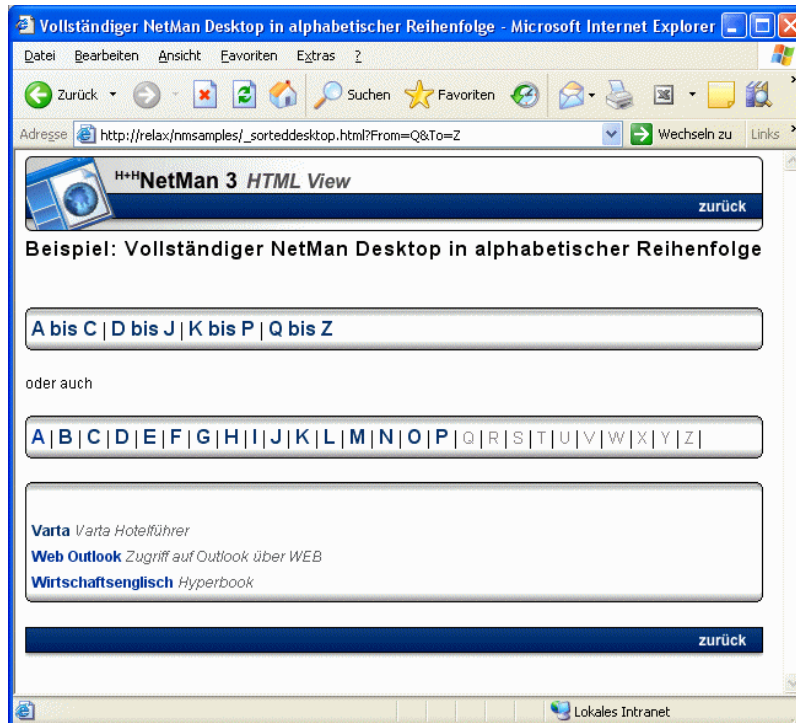 Vollständiger NetMan Desktop in alphabetischer Reihenfolge - Microsoft Internet Explorer
Datei Bearbeiten Ansicht Favoriten Extras ?
Zurück Suchen Favoriten »
Adresse http://relax/nmsamples/_sorteddesktop.html?From=Q&To=Z Wechseln zu Links »
H+HNetMan 3 HTML View
zurück
Beispiel: Vollständiger NetMan Desktop in alphabetischer Reihenfolge
A bis C | D bis J | K bis P | Q bis Z
oder auch
A | B | C | D | E | F | G | H | I | J | K | L | M | N | O | P | Q | R | S | T | U | V | W | X | Y | Z |
Varta Varta Hotelführer
Web Outlook Zugriff auf Outlook über WEB
Wirtschaftsenglisch Hyperbook
zurück
Lokales Intranet